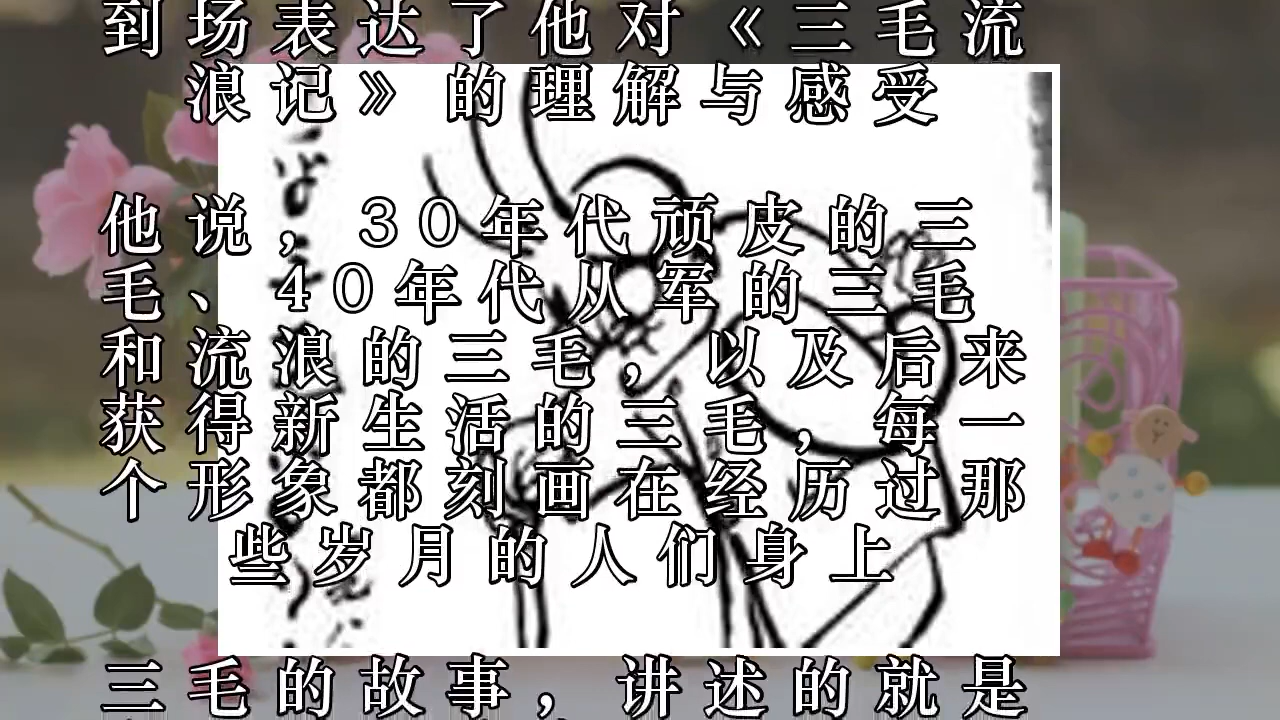 到场表达了他对《三毛流
浪记》的理解与感受
他说，30年代顽皮的三
毛、40年代从军的三毛
和流浪的三毛，以及后来
获得新生活的三毛，每一
个形象都刻画在经历过那
些岁月的人们身上
三毛的故事，讲述的就是